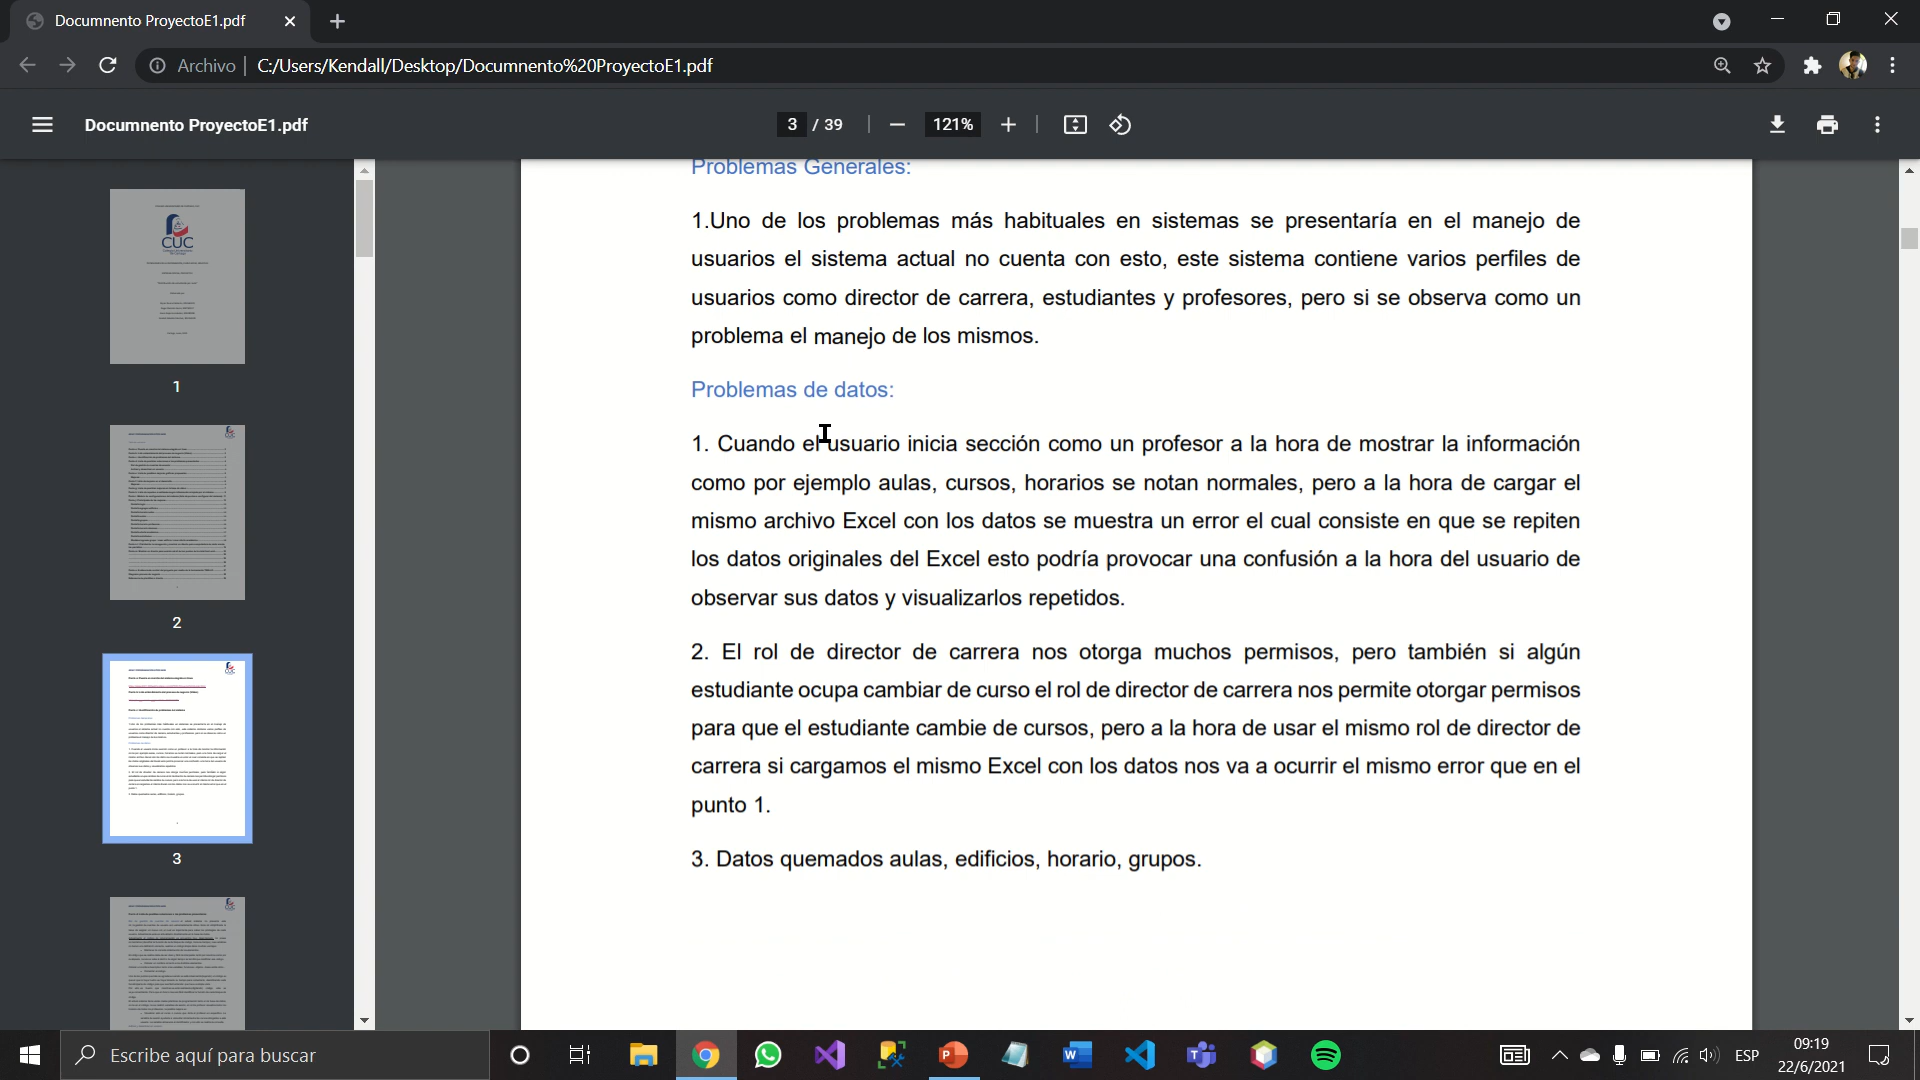 Documnento ProyectoE1.pdf
Archivo
C:/Users/Kendall/Desktop/Documnento%20ProyectoE1.pdf
Documnento ProyectoE1.pdf
3 / 39
121%
CUC
1
2
3
Problemas Generales:
1.Uno de los problemas más habituales en sistemas se presentaría en el manejo de
usuarios el sistema actual no cuenta con esto, este sistema contiene varios perfiles de
usuarios como director de carrera, estudiantes y profesores, pero si se observa como un
problema el manejo de los mismos.
Problemas de datos:
1. Cuando el usuario inicia sección como un profesor a la hora de mostrar la información
como por ejemplo aulas, cursos, horarios se notan normales, pero a la hora de cargar el
mismo archivo Excel con los datos se muestra un error el cual consiste en que se repiten
los datos originales del Excel esto podría provocar una confusión a la hora del usuario de
observar sus datos y visualizarlos repetidos.
2. El rol de director de carrera nos otorga muchos permisos, pero también si algún
estudiante ocupa cambiar de curso el rol de director de carrera nos permite otorgar permisos
para que el estudiante cambie de cursos, pero a la hora de usar el mismo rol de director de
carrera si cargamos el mismo Excel con los datos nos va a ocurrir el mismo error que en el
punto 1.
3. Datos quemados aulas, edificios, horario, grupos.
Escribe aquí para buscar
ESP
09:19
22/6/2021